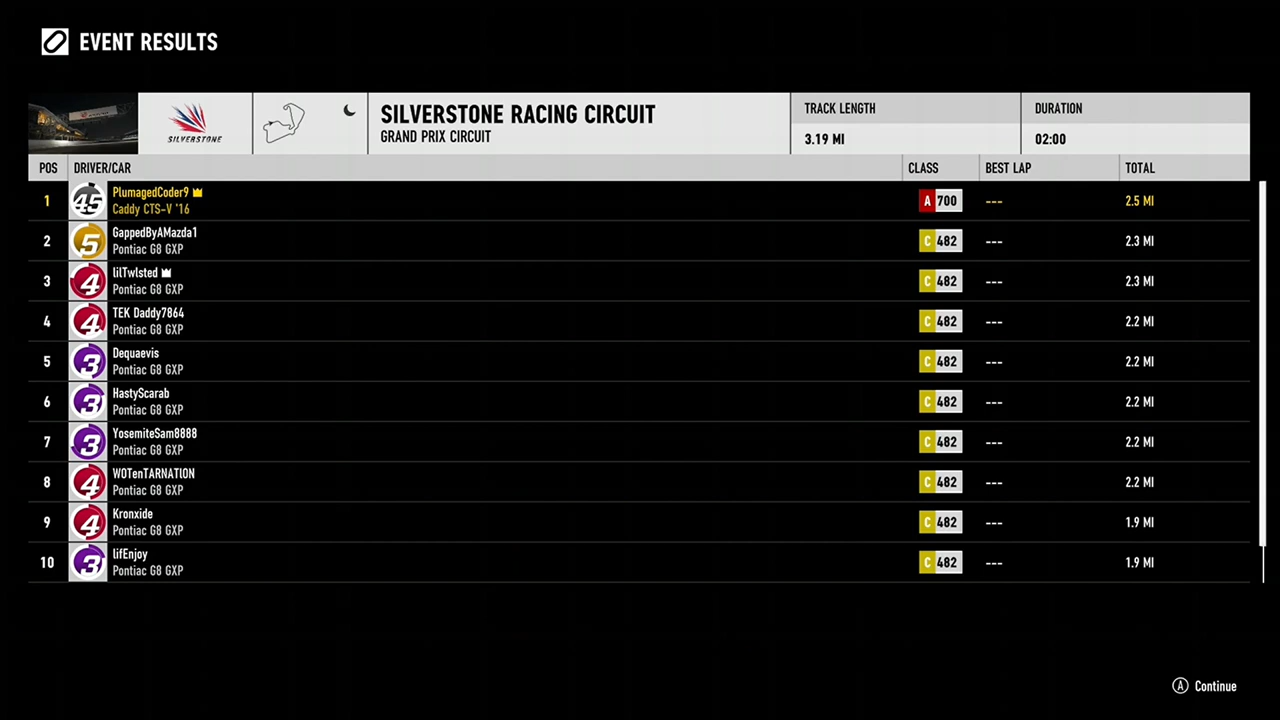 EVENT RESULTS
SILVERSTONE
SILVERSTONE RACING CIRCUIT
GRAND PRIX CIRCUIT
TRACK LENGTH
3.19 MI
DURATION
02:00
POS DRIVER/CAR CLASS BEST LAP TOTAL
1 45 PlumagedCoder9 A 700 --- 2.5 MI
Caddy CTS-V '16
2 5 GappedByAMazda1 C 482 --- 2.3 MI
Pontiac G8 GXP
3 4 lilTwIsted C 482 --- 2.3 MI
Pontiac G8 GXP
4 4 TEK Daddy7864 C 482 --- 2.2 MI
Pontiac G8 GXP
5 3 Dequaevis C 482 --- 2.2 MI
Pontiac G8 GXP
6 3 HastyScarab C 482 --- 2.2 MI
Pontiac G8 GXP
7 3 YosemiteSam8888 C 482 --- 2.2 MI
Pontiac G8 GXP
8 4 WOTenTARNATION C 482 --- 2.2 MI
Pontiac G8 GXP
9 4 Kronxide C 482 --- 1.9 MI
Pontiac G8 GXP
10 3 lifEnjoy C 482 --- 1.9 MI
Pontiac G8 GXP
A Continue